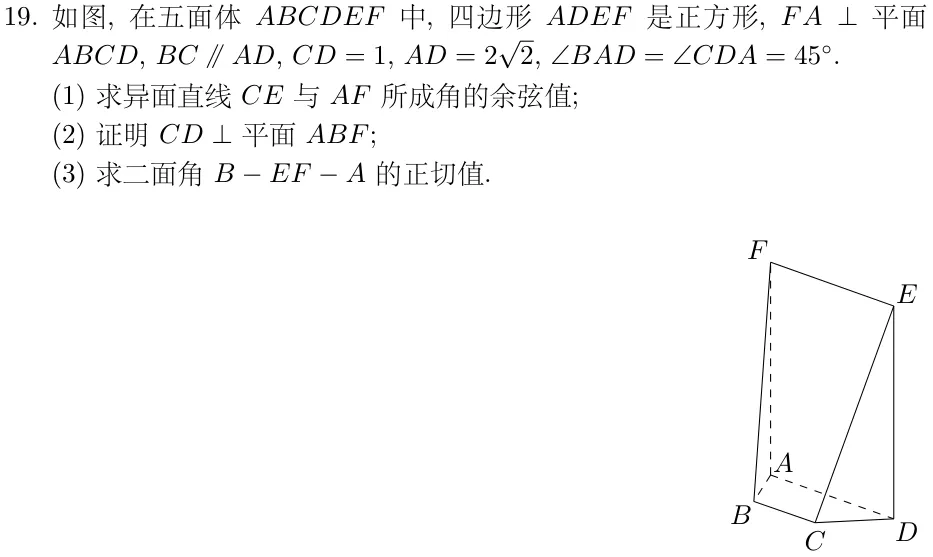 19. 如图, 在五面体 ABCDEF 中, 四边形 ADEF 是正方形, FA ⊥ 平面
ABCD, BC ∥ AD, CD = 1, AD = 2√2, ∠BAD = ∠CDA = 45°.
(1) 求异面直线 CE 与 AF 所成角的余弦值;
(2) 证明 CD ⊥ 平面 ABF;
(3) 求二面角 B − EF − A 的正切值.
F
E
A
B
D
C